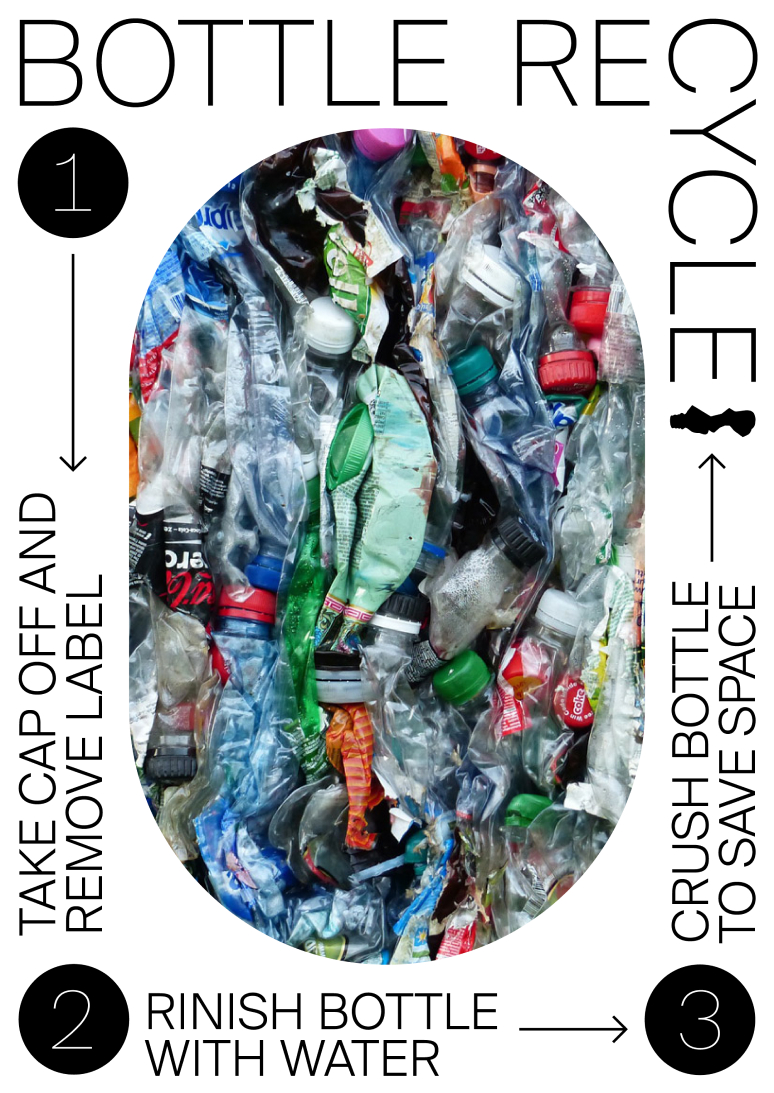 BOTTLE RECYCLE
1
TAKE CAP OFF AND
REMOVE LABEL
2
RINISH BOTTLE
WITH WATER
3
CRUSH BOTTLE
TO SAVE SPACE
coke